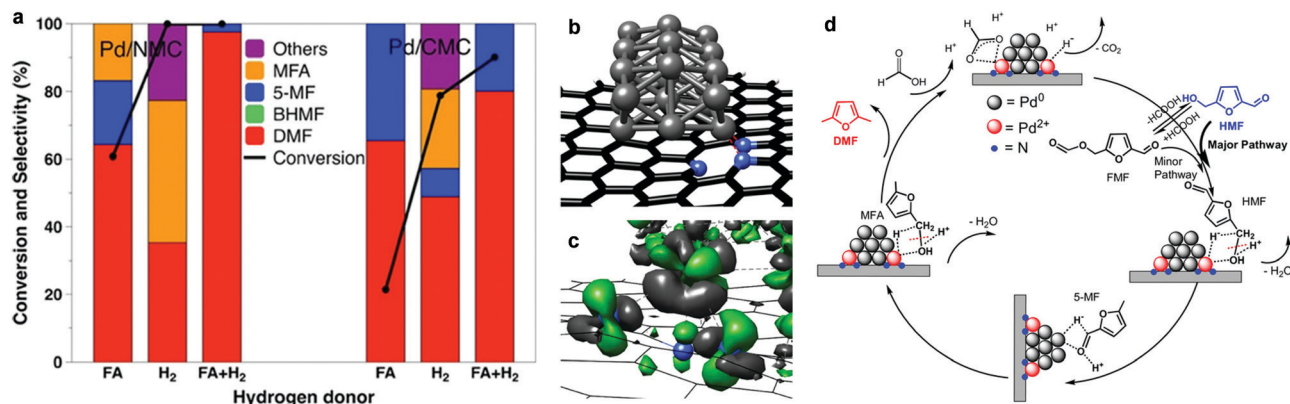 a
Conversion and Selectivity (%)
100
80
60
40
20
0
Pd/NMC
Pd/CMC
Others
MFA
5-MF
BHMF
DMF
Conversion
FA
H2
FA+H2
FA
H2
FA+H2
Hydrogen donor
b
c
d
H+
H+
O
O
H-
- CO2
H+
O
H
OH
O
DMF
= Pd0
= Pd2+
= N
-HCOOH
+HCOOH
HO
O
O
HMF
Major Pathway
O
O
O
O
FMF
Minor
Pathway
O
O
HMF
CH2
H-
H+
OH
- H2O
5-MF
H-
O
O
H+
MFA
O
CH2
H-
H+
OH
- H2O